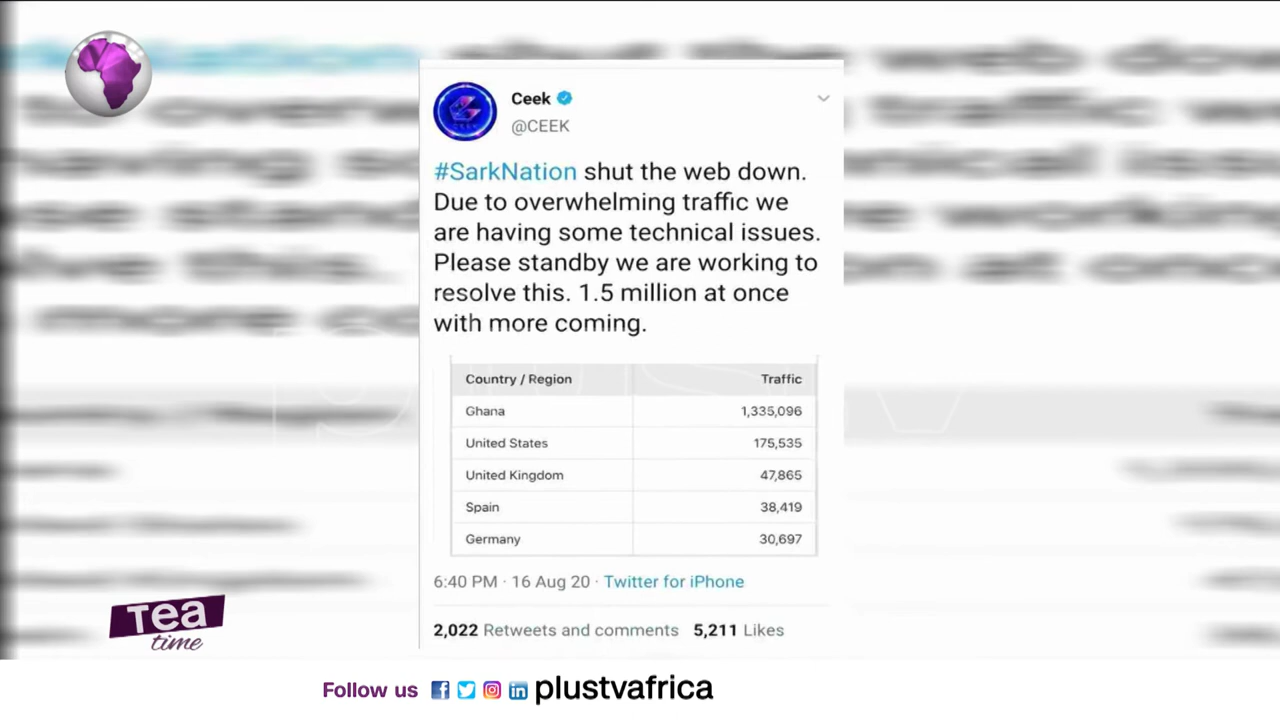 Ceek
@CEEK
#SarkNation shut the web down.
Due to overwhelming traffic we
are having some technical issues.
Please standby we are working to
resolve this. 1.5 million at once
with more coming.
Country / Region Traffic
Ghana 1,335,096
United States 175,535
United Kingdom 47,865
Spain 38,419
Germany 30,697
6:40 PM · 16 Aug 20 · Twitter for iPhone
2,022 Retweets and comments 5,211 Likes
Tea
time
Follow us plustvafrica